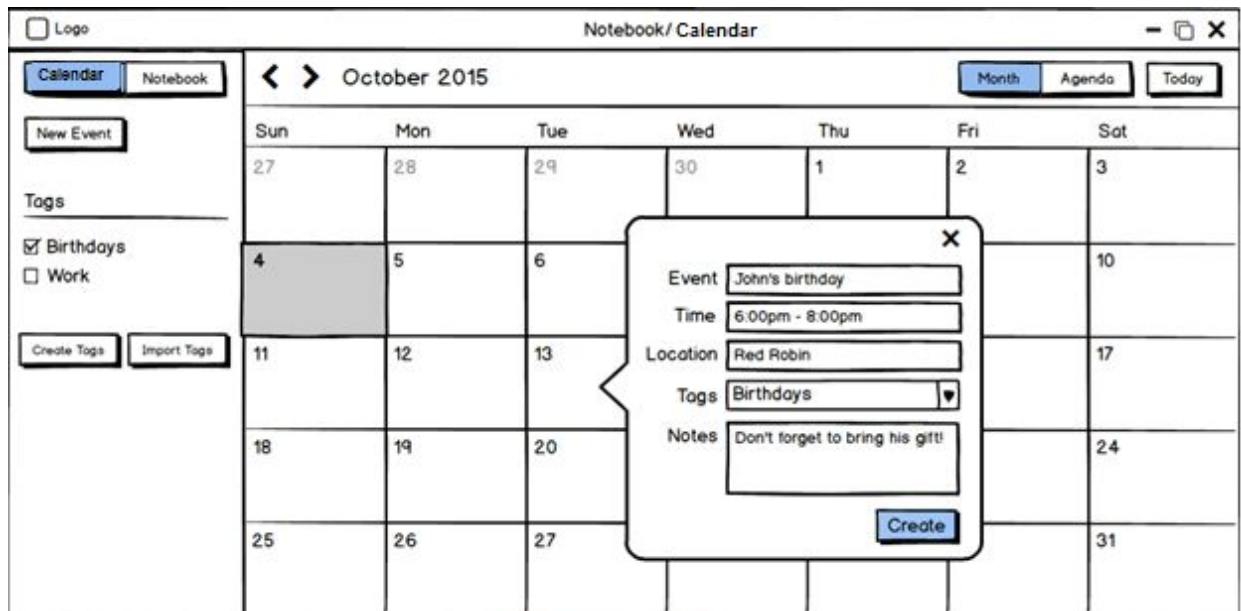 Logo
Notebook/ Calendar
Calendar Notebook
October 2015
Month Agenda Today
New Event
Sun Mon Tue Wed Thu Fri Sat
27 28 29 30 1 2 3
Tags
Birthdays
Work
4 5 6 10
Event John's birthday
Time 6:00pm - 8:00pm
Create Tags Import Tags
11 12 13 17
Location Red Robin
Tags Birthdays
Notes Don't forget to bring his gift!
18 19 20 24
Create
25 26 27 31